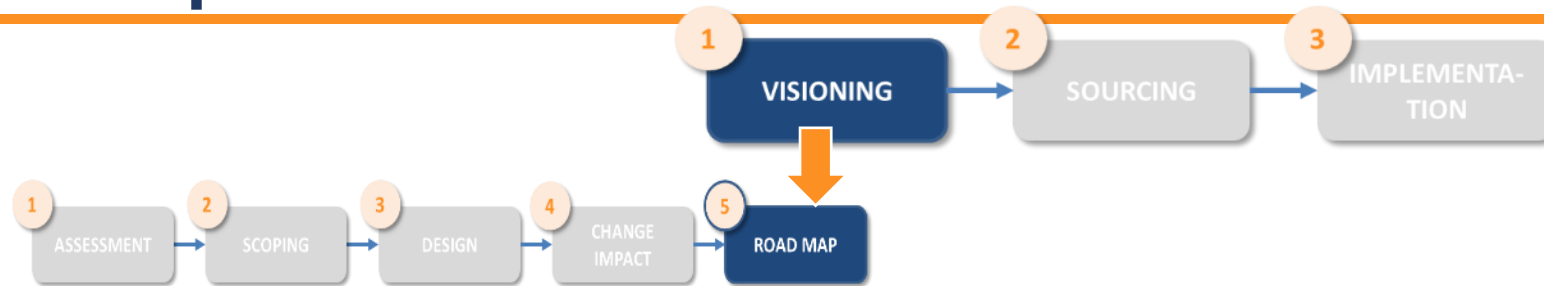 1
VISIONING
2
SOURCING
3
IMPLEMENTA-
TION
1
ASSESSMENT
2
SCOPING
3
DESIGN
4
CHANGE
IMPACT
5
ROAD MAP